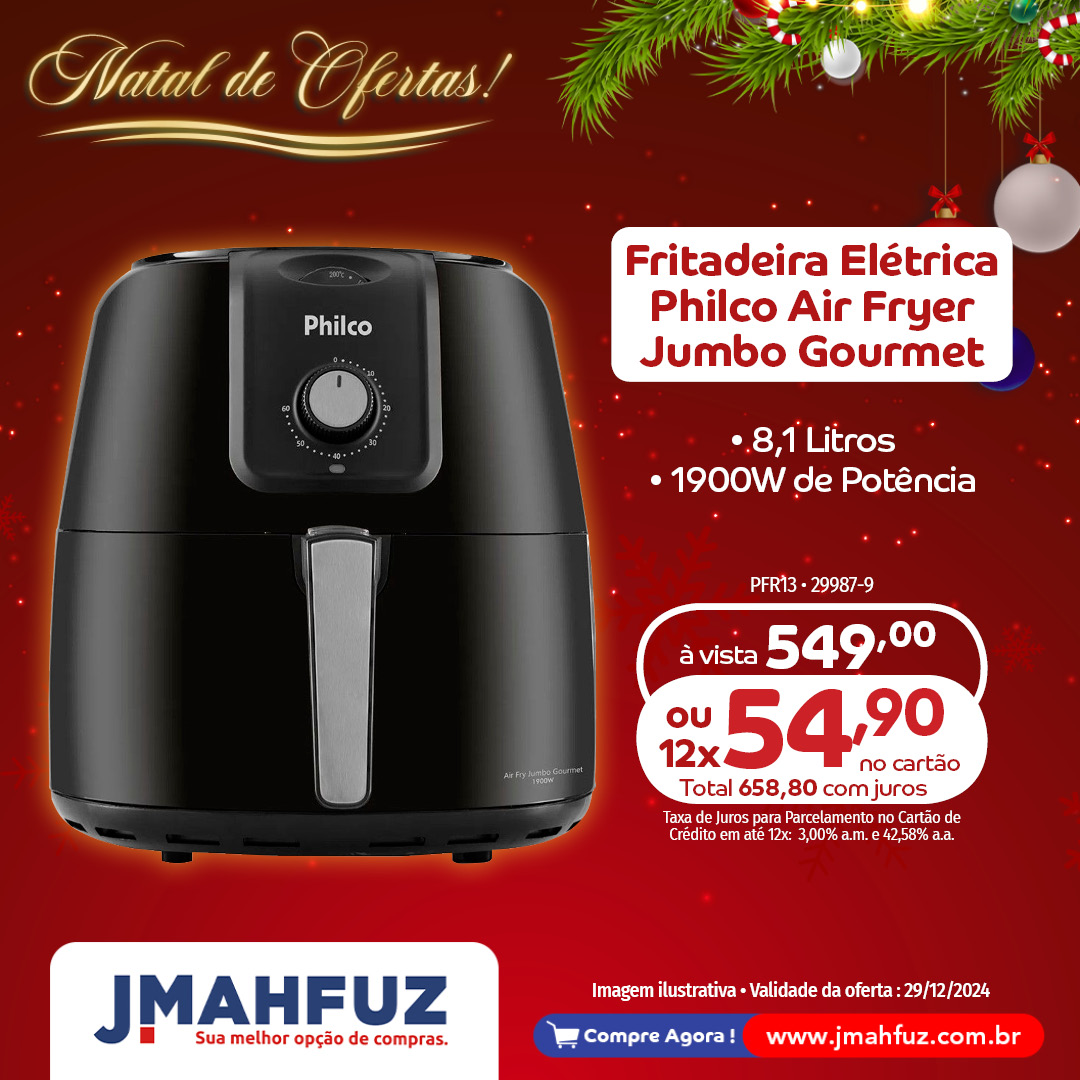 Natal de Ofertas!
200°C
Philco
0
10
20
30
40
50
60
Air Fry Jumbo Gourmet
1900W
Fritadeira Elétrica
Philco Air Fryer
Jumbo Gourmet
• 8,1 Litros
• 1900W de Potência
PFR13 • 29987-9
à vista 549,00
ou
12x 54,90
no cartão
Total 658,80 com juros
Taxa de Juros para Parcelamento no Cartão de
Crédito em até 12x: 3,00% a.m. e 42,58% a.a.
JMAHFUZ
Sua melhor opção de compras.
Imagem ilustrativa • Validade da oferta : 29/12/2024
Compre Agora !
www.jmahfuz.com.br